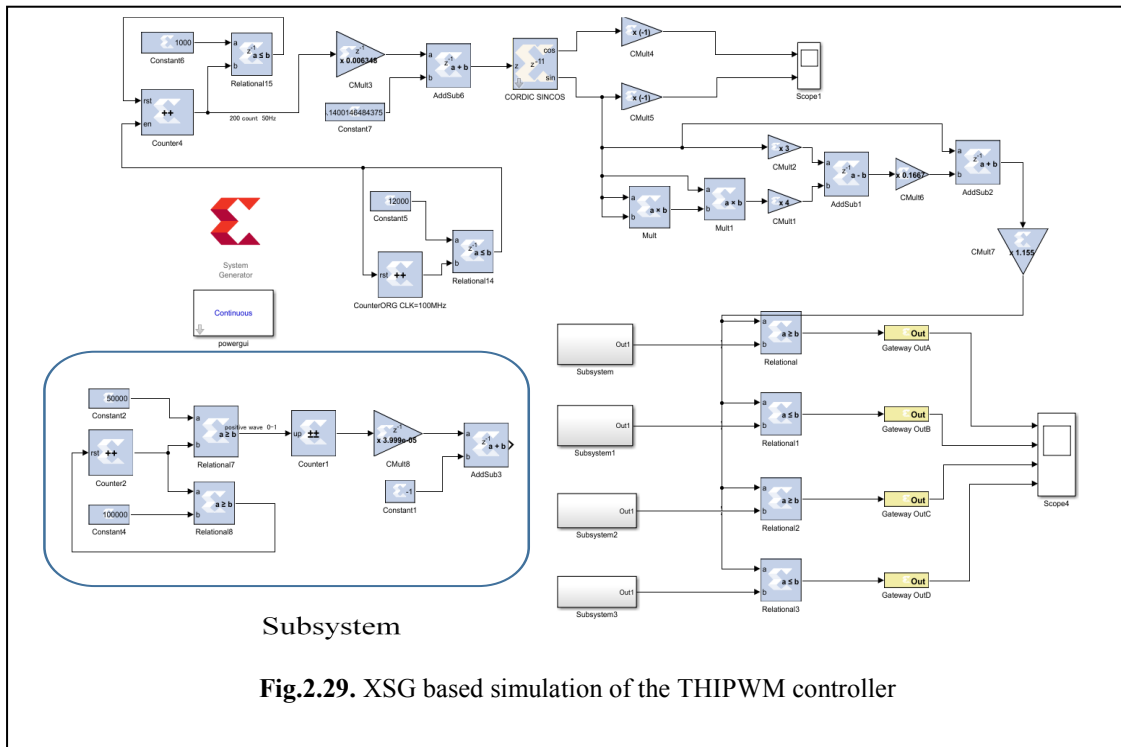 1000
Constant6
a
b
z-1
a ≤ b
Relational15
rst
en
++
Counter4
200 count 50Hz
z-1
x 0.006348
CMult3
.1400146484375
Constant7
a
b
z-1
a + b
AddSub6
z
z-11
cos
sin
CORDIC SINCOS
x (-1)
CMult4
x (-1)
CMult5
Scope1
x 3
CMult2
a
b
a × b
Mult
a
b
a × b
Mult1
x 4
CMult1
a
b
z-1
a - b
AddSub1
x 0.1667
CMult6
a
b
z-1
a + b
AddSub2
x 1.155
CMult7
12000
Constant5
a
b
z-1
a ≤ b
Relational14
rst
++
CounterORG CLK=100MHz
System
Generator
Continuous
powergui
50000
Constant2
rst
++
Counter2
100000
Constant4
a
b
a ≥ b
Relational7
positive wave 0-1
a
b
a ≥ b
Relational8
up
±±
Counter1
z-1
x 3.999e-05
CMult8
-1
Constant1
a
b
z-1
a + b
AddSub3
Subsystem
Out1
Subsystem
Out1
Subsystem1
Out1
Subsystem2
Out1
Subsystem3
a
b
a ≥ b
Relational
a
b
a ≤ b
Relational1
a
b
a ≥ b
Relational2
a
b
a ≤ b
Relational3
Out
Gateway OutA
Out
Gateway OutB
Out
Gateway OutC
Out
Gateway OutD
Scope4
Fig.2.29. XSG based simulation of the THIPWM controller